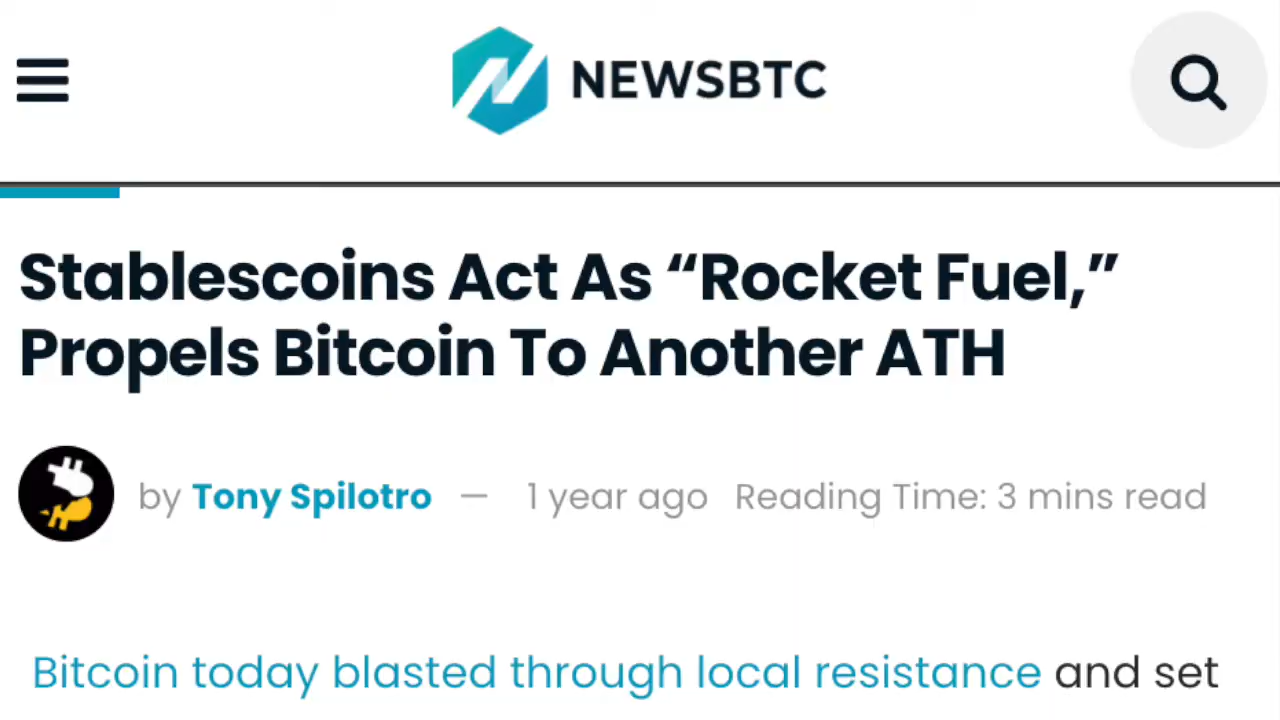 NEWSBTC
Stablescoins Act As “Rocket Fuel,”
Propels Bitcoin To Another ATH
by Tony Spilotro — 1 year ago Reading Time: 3 mins read
Bitcoin today blasted through local resistance and set